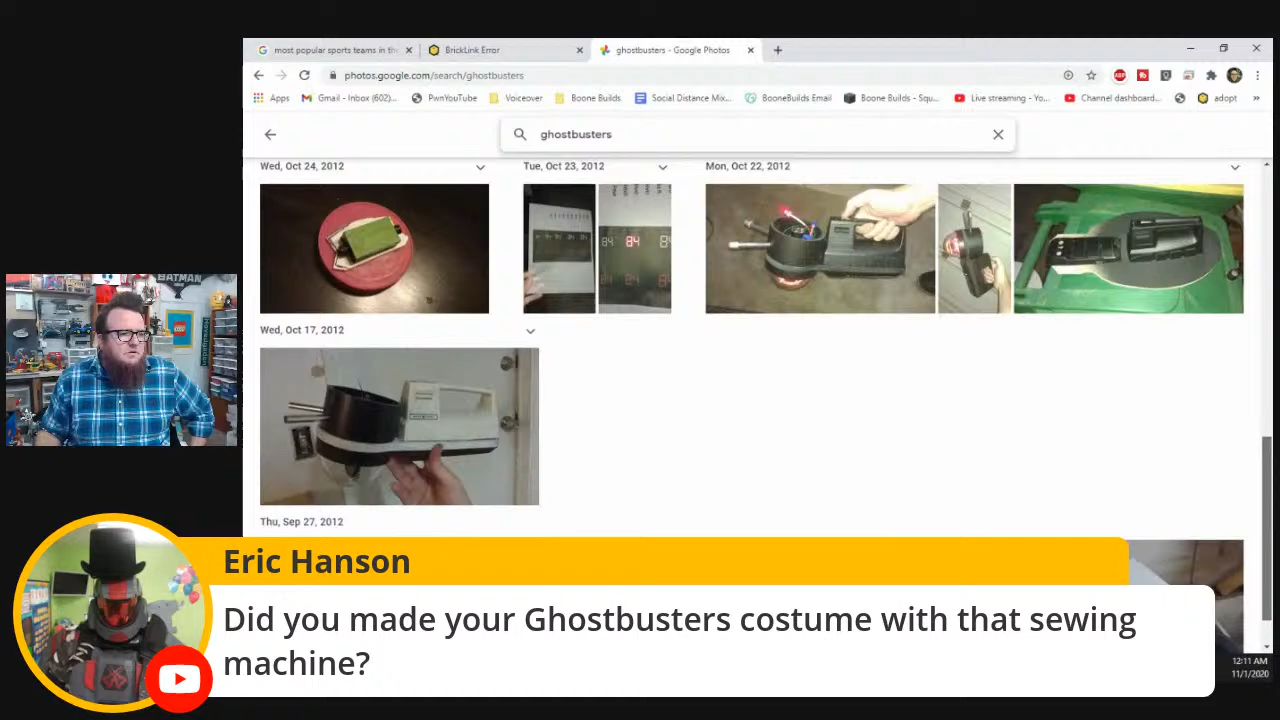 most popular sports teams in th
BrickLink Error
ghostbusters - Google Photos
photos.google.com/search/ghostbusters
Apps
Gmail - Inbox (602)...
PwnYouTube
Voiceover
Boone Builds
Social Distance Mix...
BooneBuilds Email
Boone Builds - Squ...
Live streaming - Yo...
Channel dashboard...
adopt
ghostbusters
Wed, Oct 24, 2012
Tue, Oct 23, 2012
Mon, Oct 22, 2012
84 84
BATMAN
LEGO
Wed, Oct 17, 2012
Thu, Sep 27, 2012
Eric Hanson
Did you made your Ghostbusters costume with that sewing
machine?
12:11 AM
11/1/2020